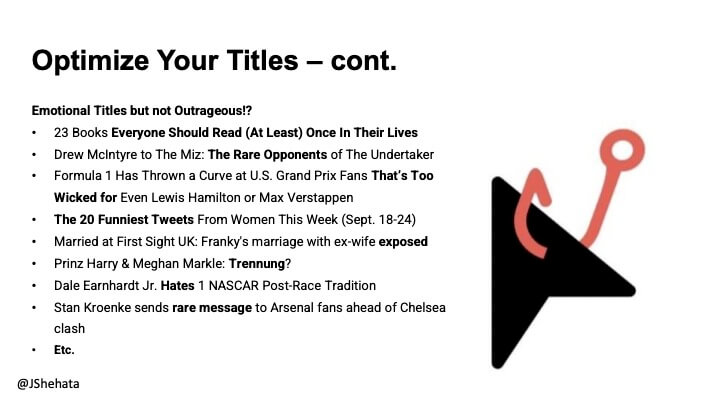 Optimize Your Titles – cont.
Emotional Titles but not Outrageous!?
• 23 Books Everyone Should Read (At Least) Once In Their Lives
• Drew McIntyre to The Miz: The Rare Opponents of The Undertaker
• Formula 1 Has Thrown a Curve at U.S. Grand Prix Fans That's Too
Wicked for Even Lewis Hamilton or Max Verstappen
• The 20 Funniest Tweets From Women This Week (Sept. 18-24)
• Married at First Sight UK: Franky's marriage with ex-wife exposed
• Prinz Harry & Meghan Markle: Trennung?
• Dale Earnhardt Jr. Hates 1 NASCAR Post-Race Tradition
• Stan Kroenke sends rare message to Arsenal fans ahead of Chelsea
clash
• Etc.
@JShehata